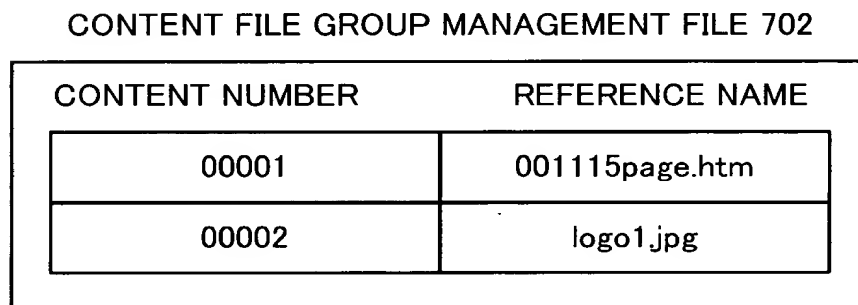 CONTENT FILE GROUP MANAGEMENT FILE 702
CONTENT NUMBER REFERENCE NAME
00001 001115page.htm
00002 logo1.jpg